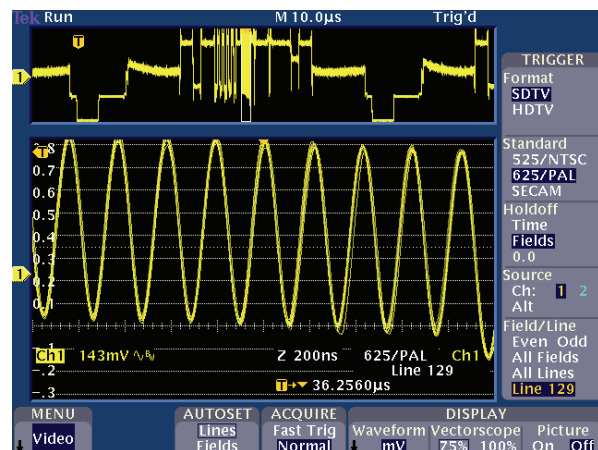 Tek Run M 10.0µs Trig'd
T
1
TRIGGER
Format
SDTV
HDTV
Standard
525/NTSC
625/PAL
SECAM
Holdoff
Time
Fields
0.0
Source
Ch: 1 2
Alt
Field/Line
Even Odd
All Fields
All Lines
Line 129
T
0.7
0.6
0.5
0.4
0.3
1
0.2
0.1
Ch1 143mV Z 200ns 625/PAL Ch1
Line 129
-.2
T 36.2560µs
-.3
MENU
Video
AUTOSET
Lines
Fields
ACQUIRE
Fast Trig
Normal
DISPLAY
Waveform
mV
Vectorscope
75% 100%
Picture
On Off